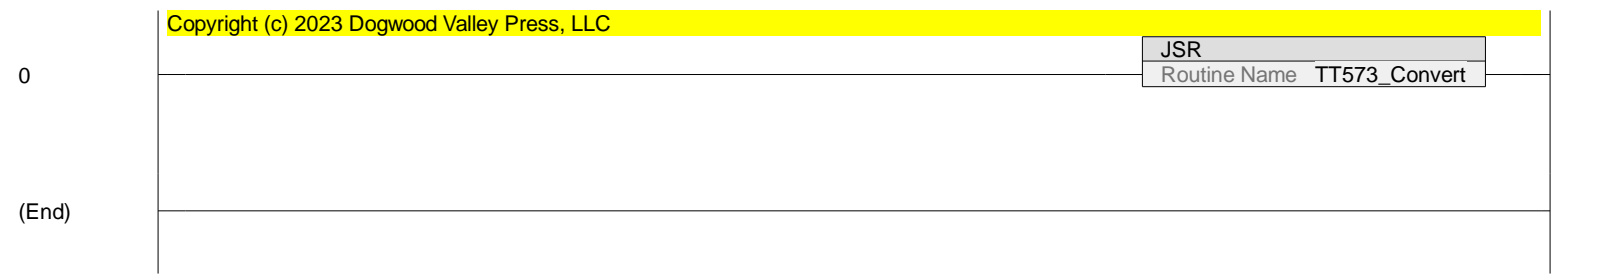 Copyright (c) 2023 Dogwood Valley Press, LLC
JSR
0
Routine Name TT573_Convert
(End)